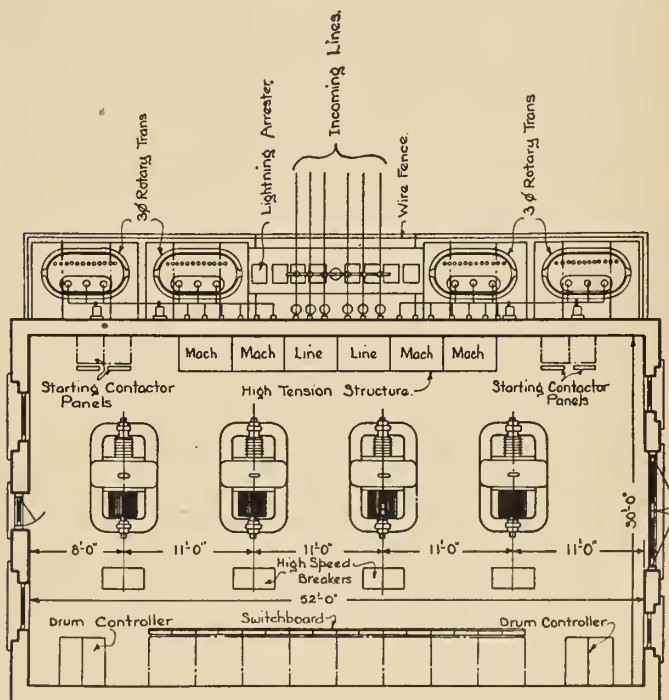 3ø Rotary Trans
Lightning Arrester.
Incoming Lines.
Wire Fence.
3ø Rotary Trans
Mach Mach Line Line Mach Mach
Starting Contactor
Panels
High Tension Structure.
Starting Contactor
Panels
30'-0"
8'-0" 11'-0" 11'-0" 11'-0" 11'-0"
High Speed
Breakers
52'-0"
Drum Controller
Switchboard
Drum Controller